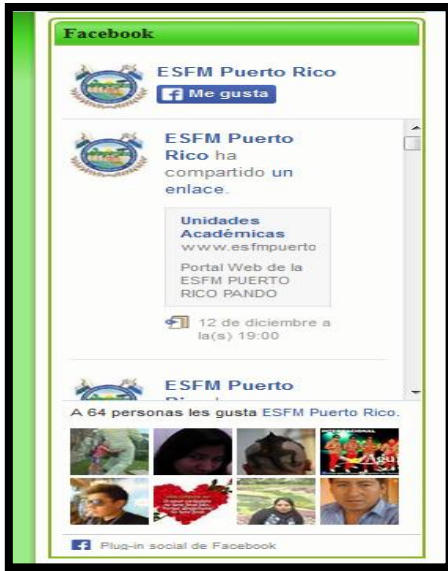 Facebook
ESFM Puerto Rico
Me gusta
ESFM Puerto
Rico ha
compartido un
enlace.
Unidades
Académicas
www.esfmpuerto
Portal Web de la
ESFM PUERTO
RICO PANDO
12 de diciembre a
la(s) 19:00
ESFM Puerto
A 64 personas les gusta ESFM Puerto Rico.
INTERNACIONAL
Plug-in social de Facebook